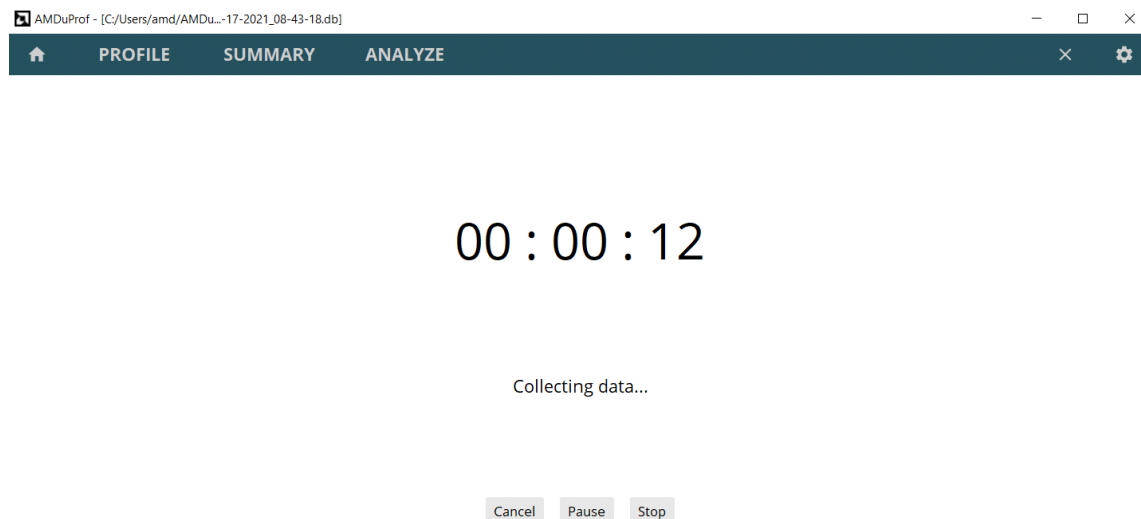 AMDuProf - [C:/Users/amd/AMDu...-17-2021_08-43-18.db]
PROFILE SUMMARY ANALYZE
00 : 00 : 12
Collecting data...
Cancel Pause Stop